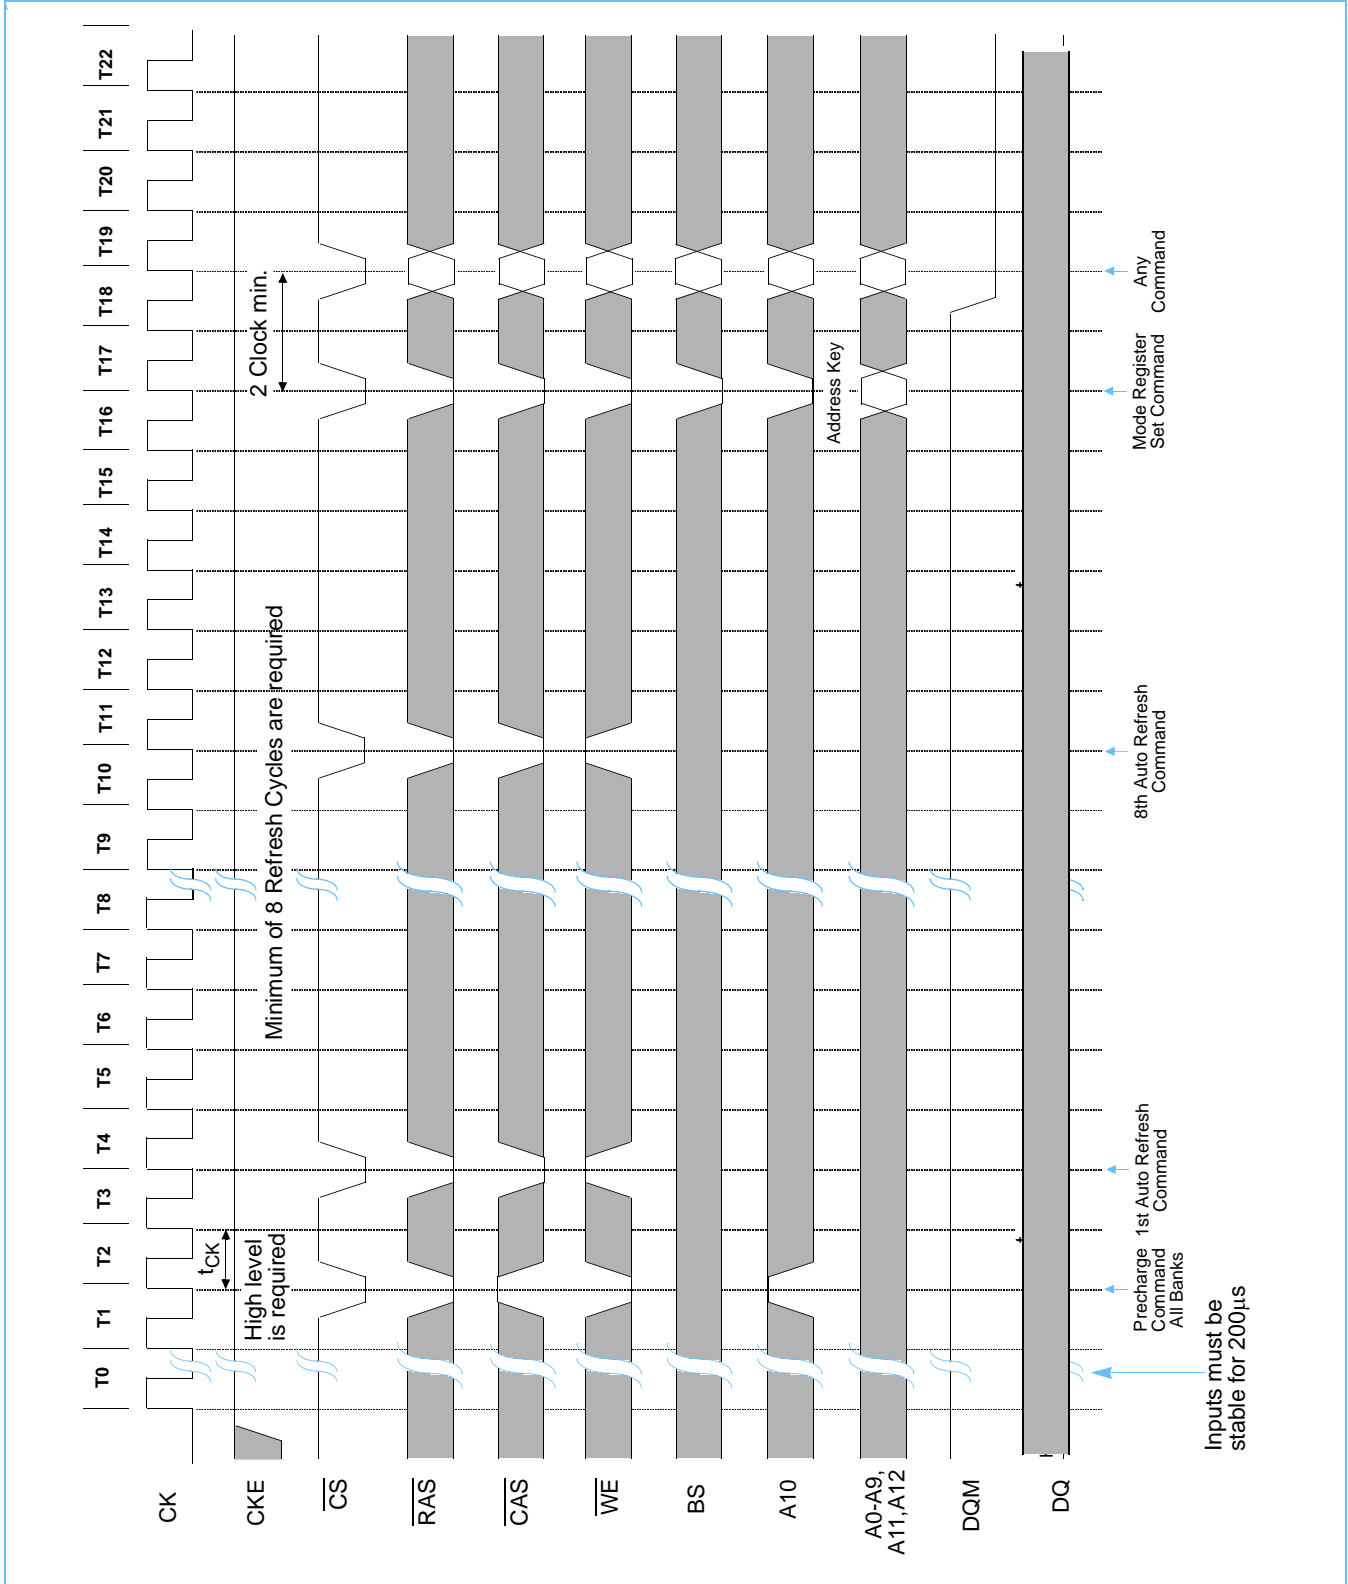 T0 T1 T2 T3 T4 T5 T6 T7 T8 T9 T10 T11 T12 T13 T14 T15 T16 T17 T18 T19 T20 T21 T22
CK
tCK
CKE
High level
is required
Minimum of 8 Refresh Cycles are required
2 Clock min.
CS
RAS
CAS
WE
BS
A10
Address Key
A0-A9,
A11,A12
DQM
DQ
Precharge
Command
All Banks
1st Auto Refresh
Command
8th Auto Refresh
Command
Mode Register
Set Command
Any
Command
Inputs must be
stable for 200µs